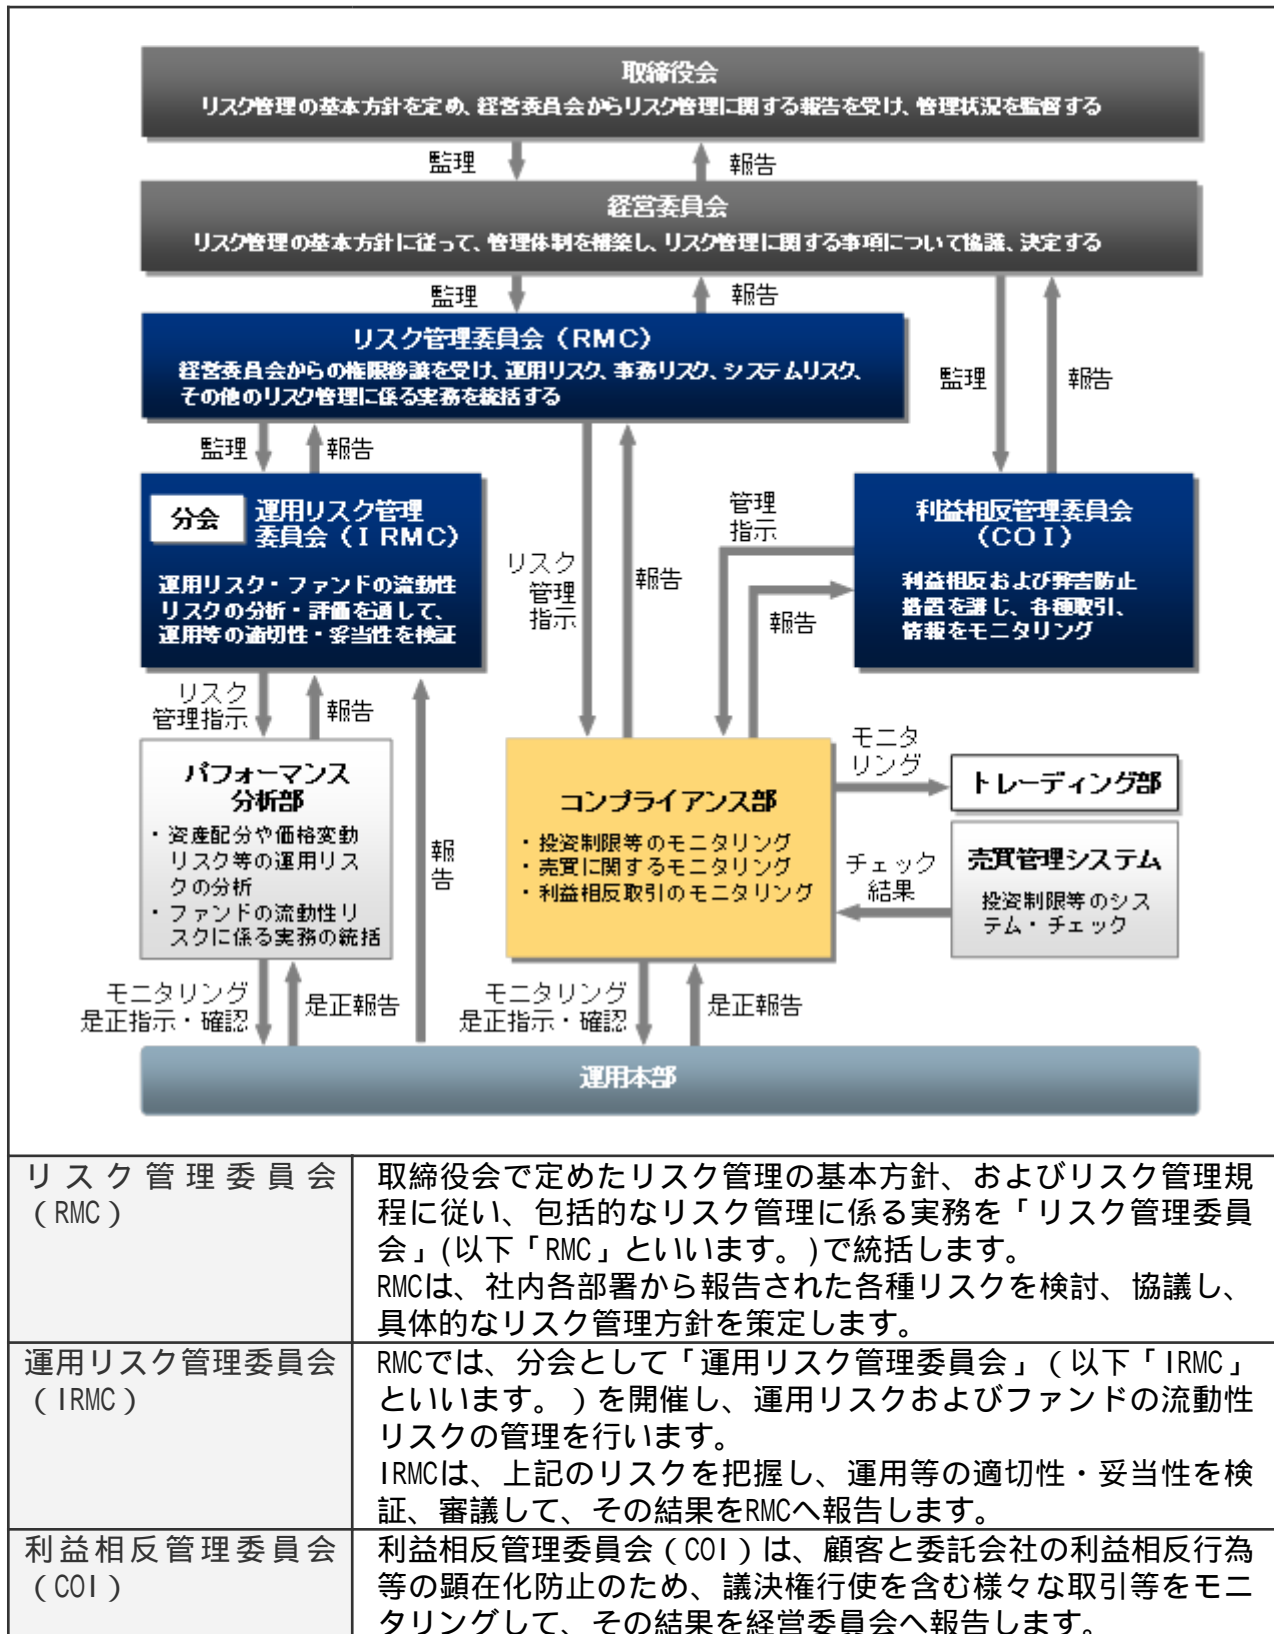 取締役会
リスク管理の基本方針を定め、経営委員会からリスク管理に関する報告を受け、管理状況を監督する
監理
報告
経営委員会
リスク管理の基本方針に従って、管理体制を構築し、リスク管理に関する事項について協議、決定する
監理
報告
監理
報告
リスク管理委員会（RMC）
経営委員会からの権限移譲を受け、運用リスク、事務リスク、システムリスク、
その他のリスク管理に係る実務を統括する
監理
報告
分会
運用リスク管理
委員会（IRMC）
運用リスク・ファンドの流動性
リスクの分析・評価を通して、
運用等の適切性・妥当性を検証
リスク
管理
指示
報告
管理
指示
報告
利益相反管理委員会
（COI）
利益相反および弊害防止
措置を講じ、各種取引、
情報をモニタリング
リスク
管理指示
報告
報告
パフォーマンス
分析部
・資産配分や価格変動
リスク等の運用リス
クの分析
・ファンドの流動性リ
スクに係る実務の統括
コンプライアンス部
・投資制限等のモニタリング
・売買に関するモニタリング
・利益相反取引のモニタリング
モニタ
リング
トレーディング部
チェック
結果
売買管理システム
投資制限等のシス
テム・チェック
モニタリング
是正指示・確認
是正報告
モニタリング
是正指示・確認
是正報告
運用本部
リスク管理委員会
（RMC）
取締役会で定めたリスク管理の基本方針、およびリスク管理規
程に従い、包括的なリスク管理に係る実務を「リスク管理委員
会」(以下「RMC」といいます。)で統括します。
RMCは、社内各部署から報告された各種リスクを検討、協議し、
具体的なリスク管理方針を策定します。
運用リスク管理委員会
（IRMC）
RMCでは、分会として「運用リスク管理委員会」（以下「IRMC」
といいます。）を開催し、運用リスクおよびファンドの流動性
リスクの管理を行います。
IRMCは、上記のリスクを把握し、運用等の適切性・妥当性を検
証、審議して、その結果をRMCへ報告します。
利益相反管理委員会
（COI）
利益相反管理委員会（COI）は、顧客と委託会社の利益相反行為
等の顕在化防止のため、議決権行使を含む様々な取引等をモニ
タリングして、その結果を経営委員会へ報告します。